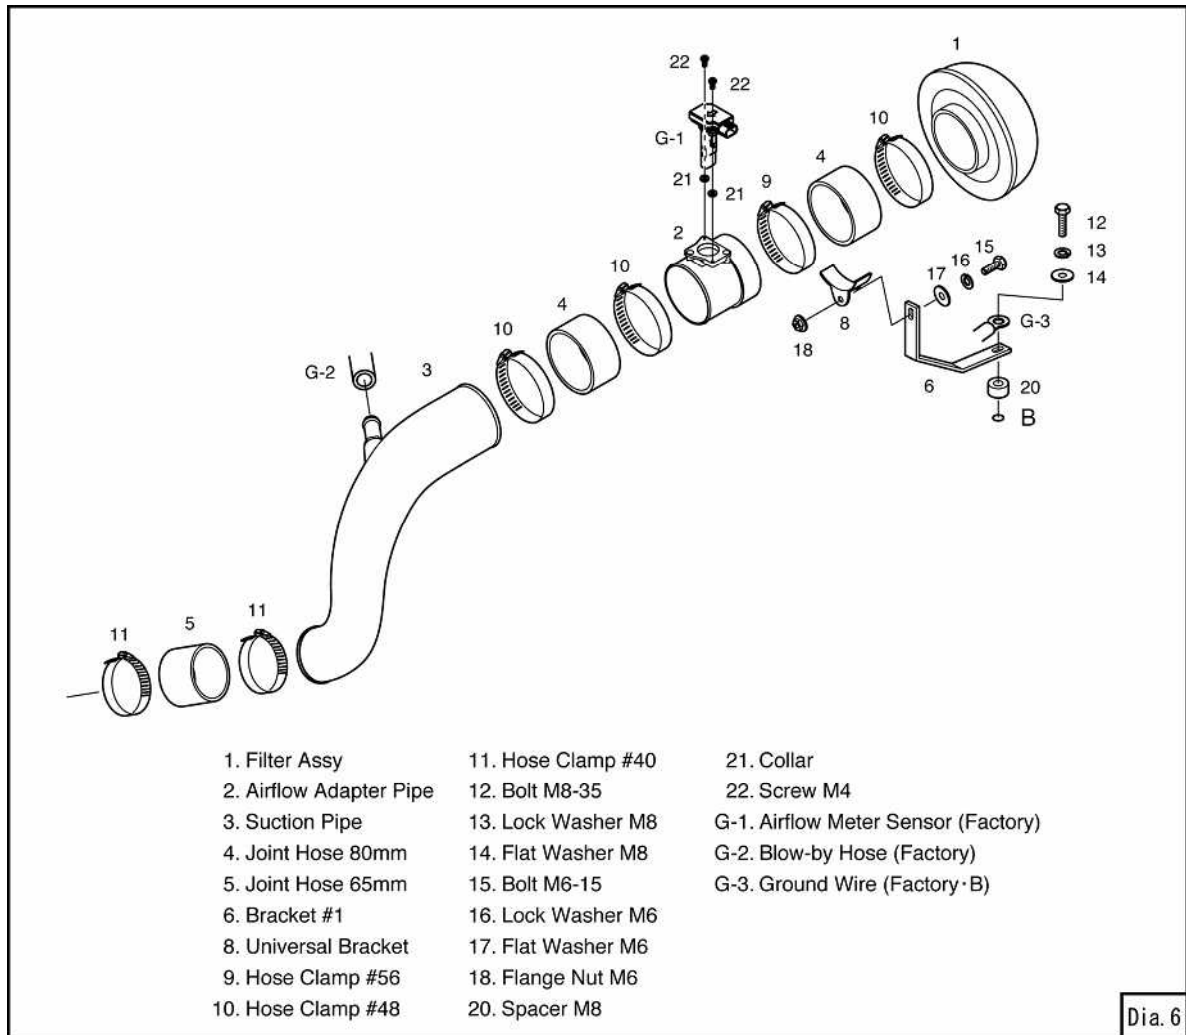 1
22
22
10
G-1
4
12
21
9
21
13
15
2
16
14
10
17
4
G-3
10
8
18
G-2
3
6
20
B
11
5
11
1. Filter Assy
2. Airflow Adapter Pipe
3. Suction Pipe
4. Joint Hose 80mm
5. Joint Hose 65mm
6. Bracket #1
8. Universal Bracket
9. Hose Clamp #56
10. Hose Clamp #48
11. Hose Clamp #40
12. Bolt M8-35
13. Lock Washer M8
14. Flat Washer M8
15. Bolt M6-15
16. Lock Washer M6
17. Flat Washer M6
18. Flange Nut M6
20. Spacer M8
21. Collar
22. Screw M4
G-1. Airflow Meter Sensor (Factory)
G-2. Blow-by Hose (Factory)
G-3. Ground Wire (Factory･B)
Dia. 6